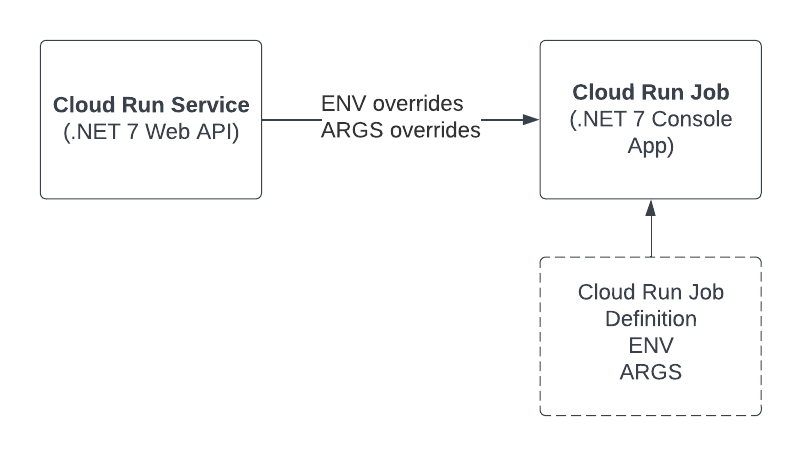 Cloud Run Service
(.NET 7 Web API)
ENV overrides
ARGS overrides
Cloud Run Job
(.NET 7 Console
App)
Cloud Run Job
Definition
ENV
ARGS